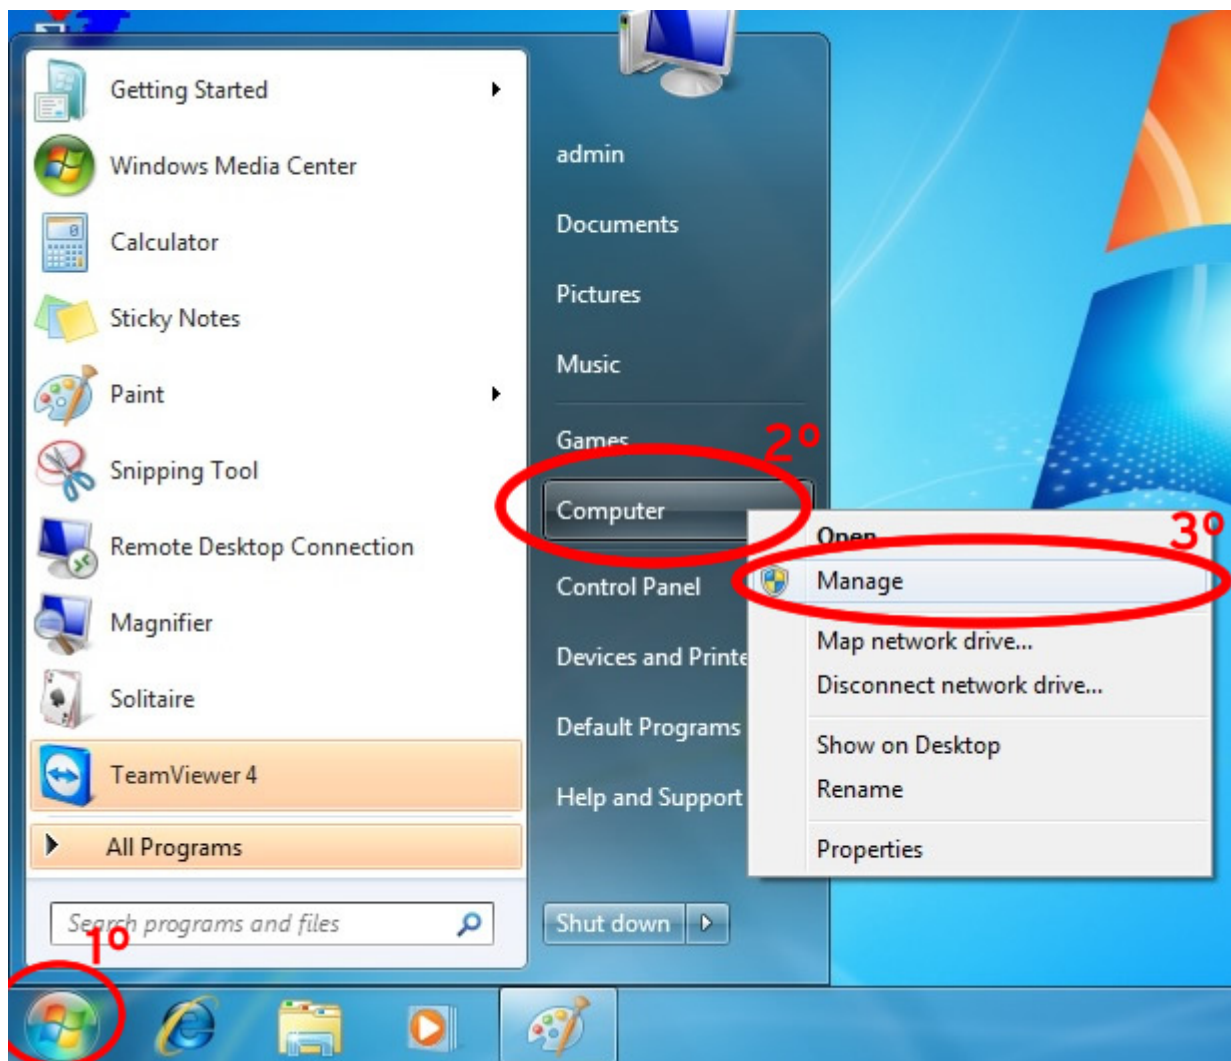 Getting Started
Windows Media Center
Calculator
Sticky Notes
Paint
Snipping Tool
Remote Desktop Connection
Magnifier
Solitaire
TeamViewer 4
All Programs
Search programs and files
1º
admin
Documents
Pictures
Music
Games
2º
Computer
Control Panel
Devices and Printe
Default Programs
Help and Support
Shut down
Open
3º
Manage
Map network drive...
Disconnect network drive...
Show on Desktop
Rename
Properties